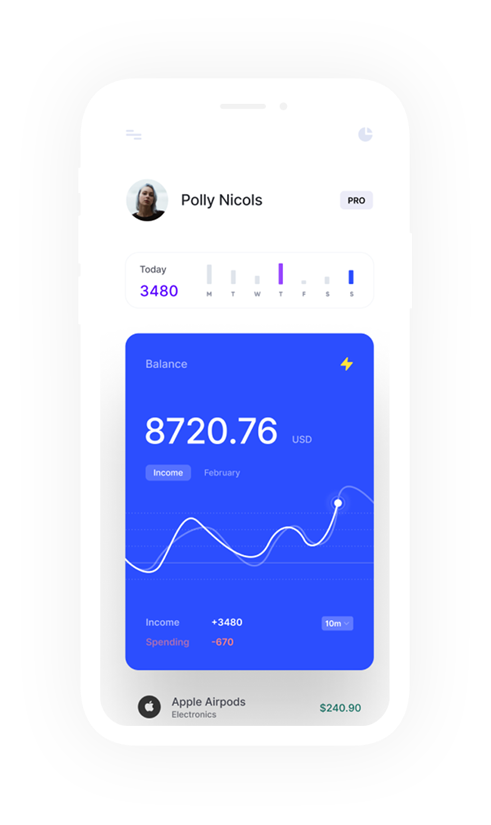 Polly Nicols
PRO
Today
3480
M T W T F S S
Balance
8720.76 USD
Income February
Income +3480
10m
Spending -670
Apple Airpods
Electronics
$240.90